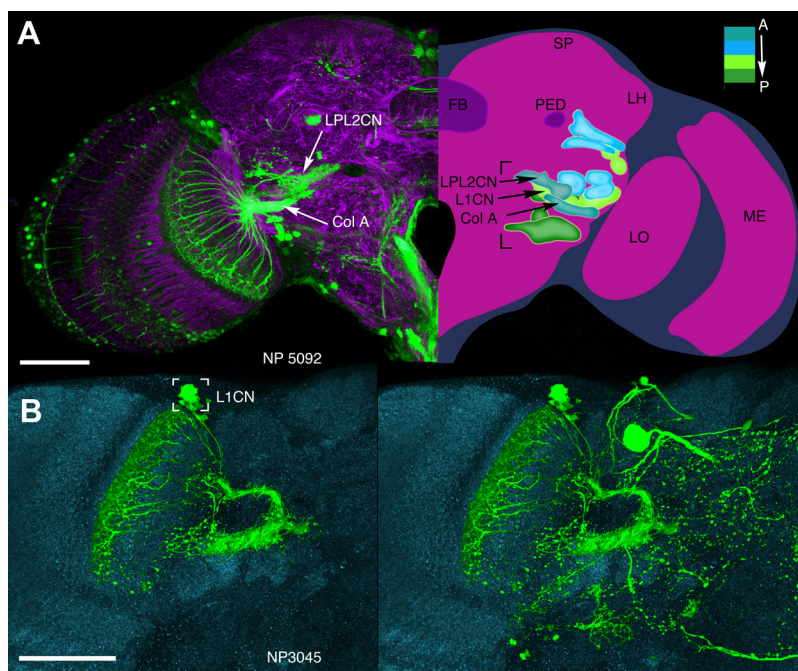 A
LPL2CN
Col A
NP 5092
SP
FB
PED
LH
LPL2CN
L1CN
Col A
LO
ME
A
P
B
L1CN
NP3045